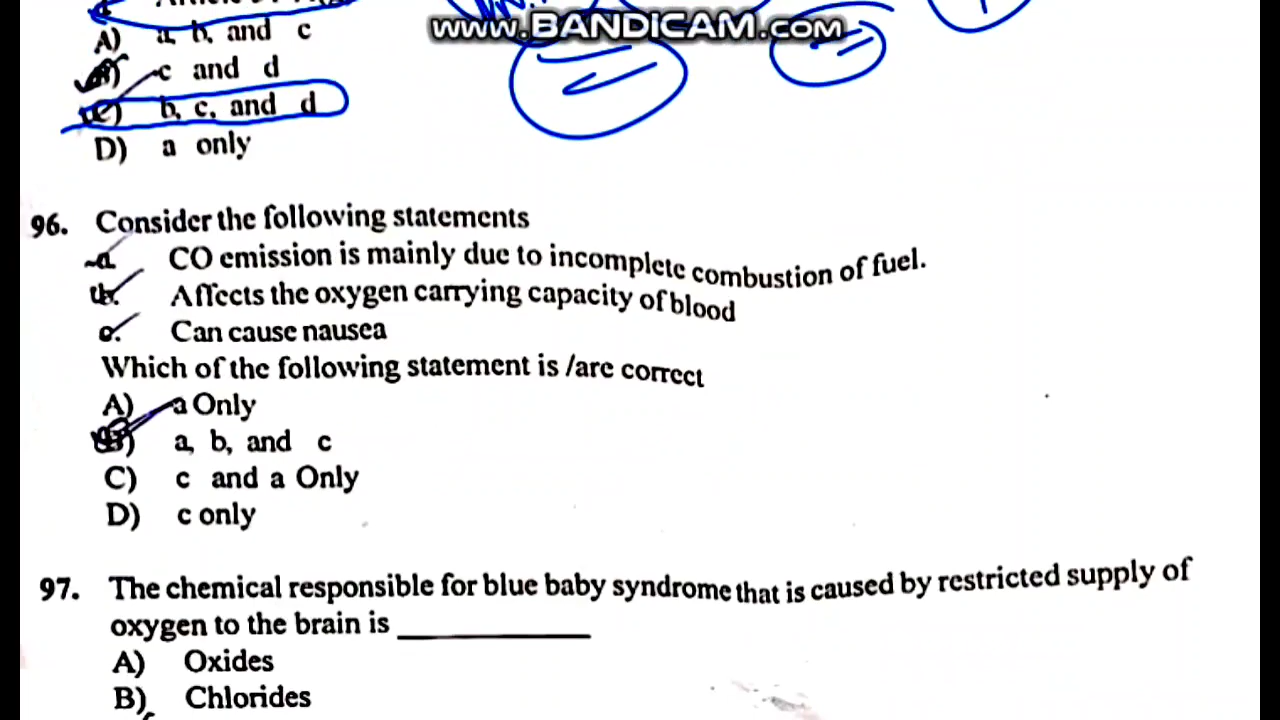 www.BANDICAM.com
A) a, b, and c
c and d
b, c, and d
D) a only
96. Consider the following statements
a. CO emission is mainly due to incomplete combustion of fuel.
b. Affects the oxygen carrying capacity of blood
c. Can cause nausea
Which of the following statement is /are correct
A) a Only
B) a, b, and c
C) c and a Only
D) c only
97. The chemical responsible for blue baby syndrome that is caused by restricted supply of
oxygen to the brain is ____________
A) Oxides
B) Chlorides